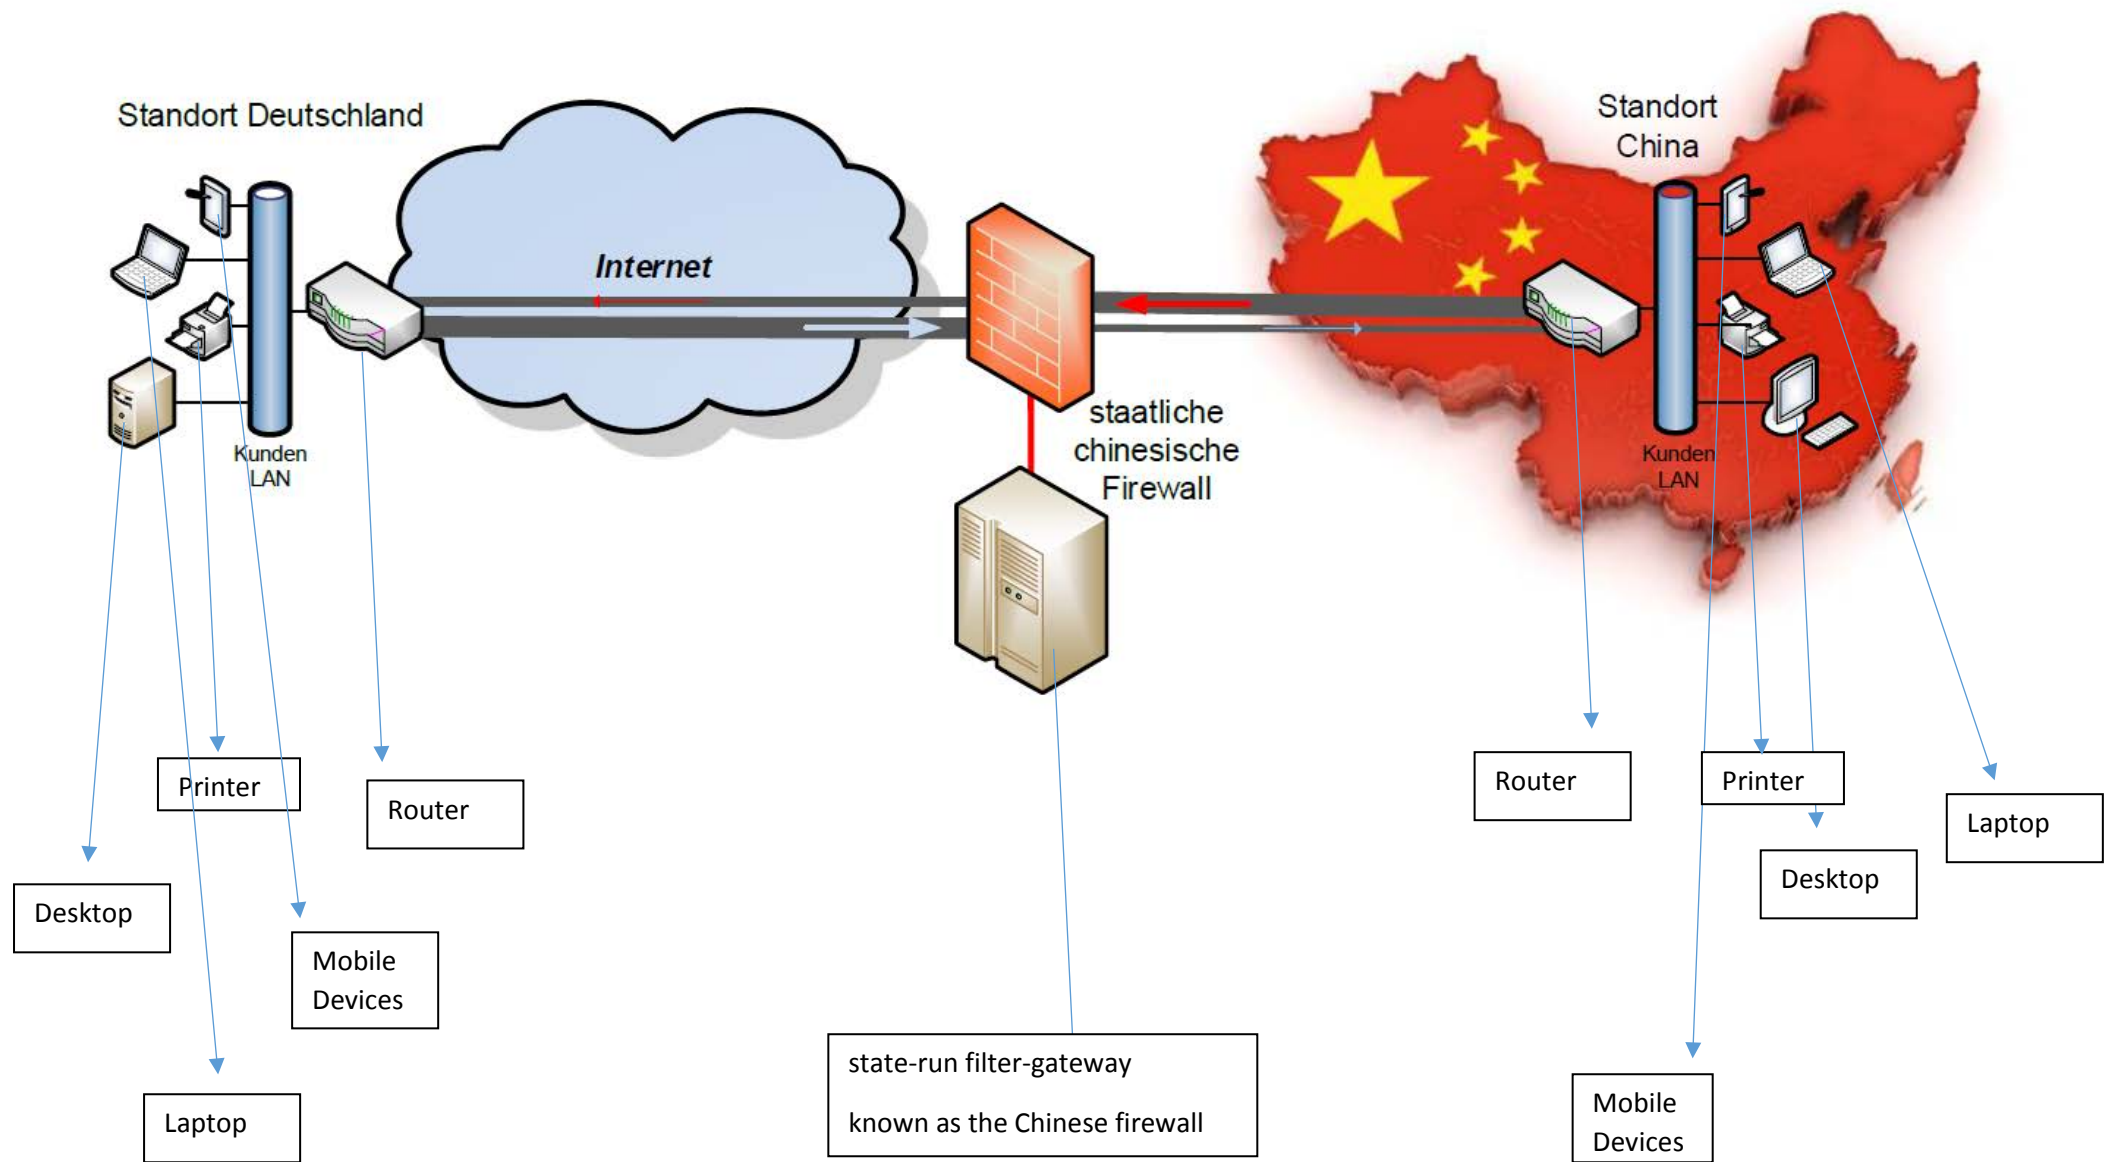 Standort Deutschland
Standort
China
Internet
Kunden
LAN
staatliche
chinesische
Firewall
Kunden
LAN
Printer
Router
Router
Printer
Laptop
Desktop
Desktop
Mobile
Devices
Laptop
state-run filter-gateway
known as the Chinese firewall
Mobile
Devices